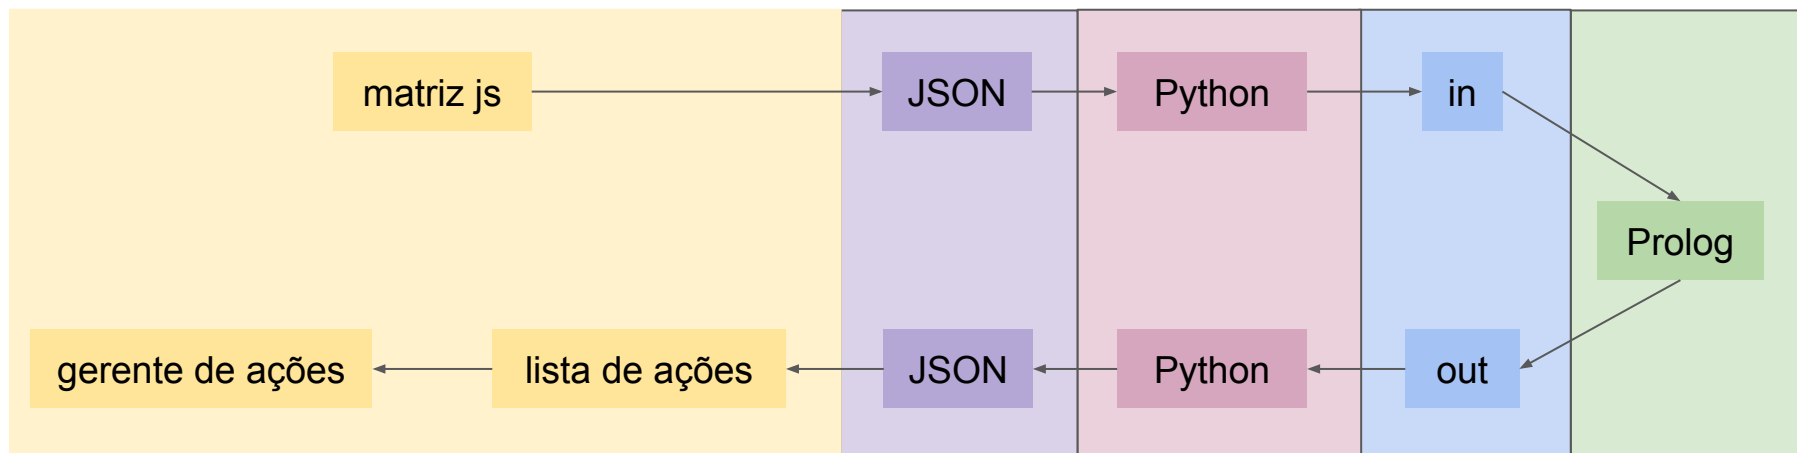 matriz js
JSON
Python
in
Prolog
gerente de ações
lista de ações
JSON
Python
out